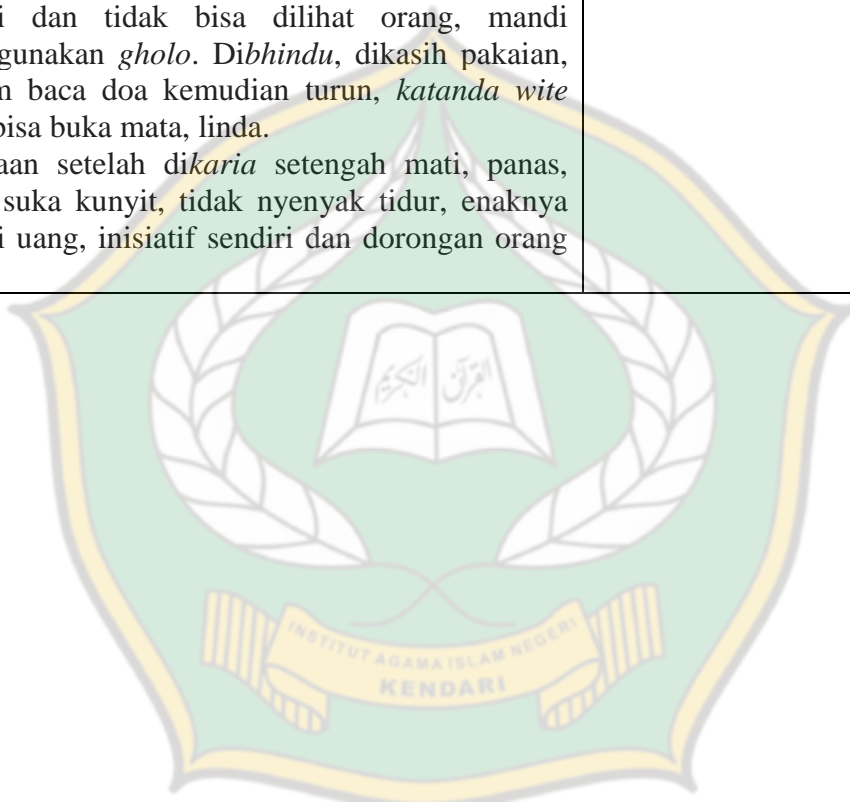 i dan tidak bisa dilihat orang, mandi
gunakan gholo. Dibhindu, dikasih pakaian,
baca doa kemudian turun, katanda wite
bisa buka mata, linda.
aan setelah dikaria setengah mati, panas,
suka kunyit, tidak nyenyak tidur, enaknya
i uang, inisiatif sendiri dan dorongan orang
القرآن الكريم
INSTITUT AGAMA ISLAM NEGERI
KENDARI